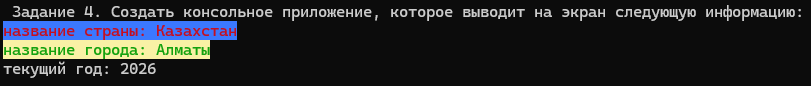 Задание 4. Создать консольное приложение, которое выводит на экран следующую информацию:
название страны: Казахстан
название города: Алматы
текущий год: 2026